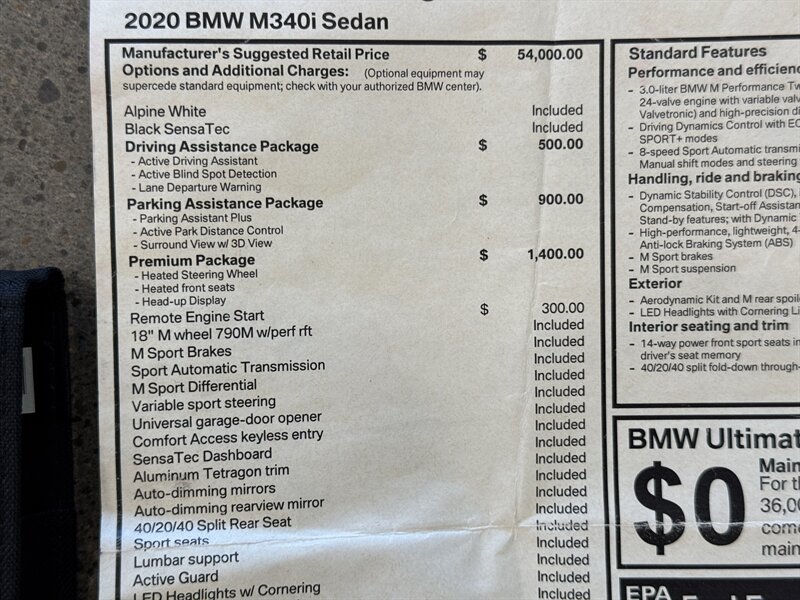 2020 BMW M340i Sedan
Manufacturer's Suggested Retail Price $ 54,000.00
Options and Additional Charges: (Optional equipment may
supercede standard equipment; check with your authorized BMW center).
Alpine White Included
Black SensaTec Included
Driving Assistance Package $ 500.00
- Active Driving Assistant
- Active Blind Spot Detection
- Lane Departure Warning
Parking Assistance Package $ 900.00
- Parking Assistant Plus
- Active Park Distance Control
- Surround View w/ 3D View
Premium Package $ 1,400.00
- Heated Steering Wheel
- Heated front seats
- Head-up Display
Remote Engine Start $ 300.00
18" M wheel 790M w/perf rft Included
M Sport Brakes Included
Sport Automatic Transmission Included
M Sport Differential Included
Variable sport steering Included
Universal garage-door opener Included
Comfort Access keyless entry Included
SensaTec Dashboard Included
Aluminum Tetragon trim Included
Auto-dimming mirrors Included
Auto-dimming rearview mirror Included
40/20/40 Split Rear Seat Included
Sport seats Included
Lumbar support Included
Active Guard Included
LED Headlights w/ Cornering Included
Standard Features
Performance and efficienc
- 3.0-liter BMW M Performance Tw
24-valve engine with variable valv
Valvetronic) and high-precision di
- Driving Dynamics Control with EC
SPORT+ modes
- 8-speed Sport Automatic transmi
Manual shift modes and steering
Handling, ride and braking
- Dynamic Stability Control (DSC),
Compensation, Start-off Assistan
Stand-by features; with Dynamic
- High-performance, lightweight, 4-
Anti-lock Braking System (ABS)
- M Sport brakes
- M Sport suspension
Exterior
- Aerodynamic Kit and M rear spoil
- LED Headlights with Cornering Li
Interior seating and trim
- 14-way power front sport seats in
driver's seat memory
- 40/20/40 split fold-down through-
BMW Ultimat
$0
Main
For th
36,00
come
main
EPA